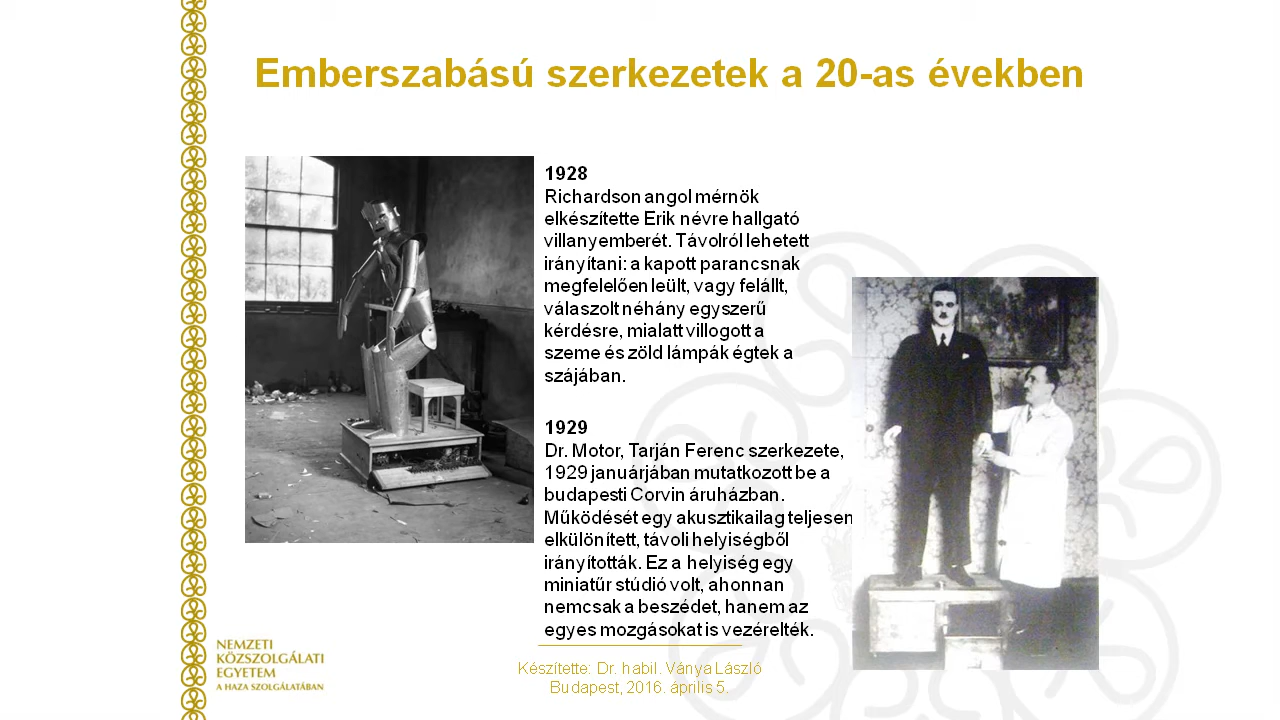 Emberszabású szerkezetek a 20-as években
1928
Richardson angol mérnök
elkészítette Erik névre hallgató
villanyemberét. Távolról lehetett
irányítani: a kapott parancsnak
megfelelően leült, vagy felállt,
válaszolt néhány egyszerű
kérdésre, mialatt villogott a
szeme és zöld lámpák égtek a
szájában.
1929
Dr. Motor, Tarján Ferenc szerkezete,
1929 januárjában mutatkozott be a
budapesti Corvin áruházban.
Működését egy akusztikailag teljesen
elkülönített, távoli helyiségből
irányították. Ez a helyiség egy
miniatűr stúdió volt, ahonnan
nemcsak a beszédet, hanem az
egyes mozgásokat is vezérelték.
NEMZETI
KÖZSZOLGÁLATI
EGYETEM
A HAZA SZOLGÁLATÁBAN
Készítette: Dr. habil. Ványa László
Budapest, 2016. április 5.